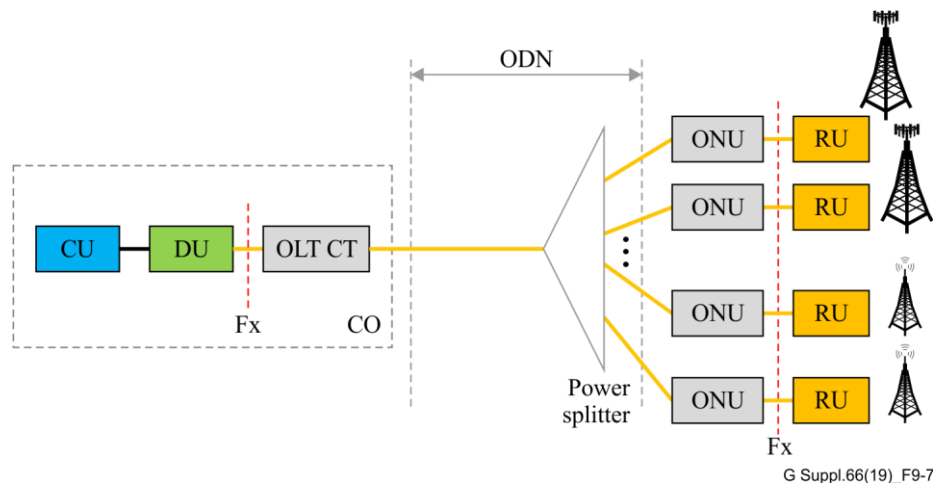 ODN
ONU
RU
ONU
RU
CU
DU
OLT CT
Fx
CO
ONU
RU
Power
splitter
ONU
RU
Fx
G Suppl.66(19)_F9-7